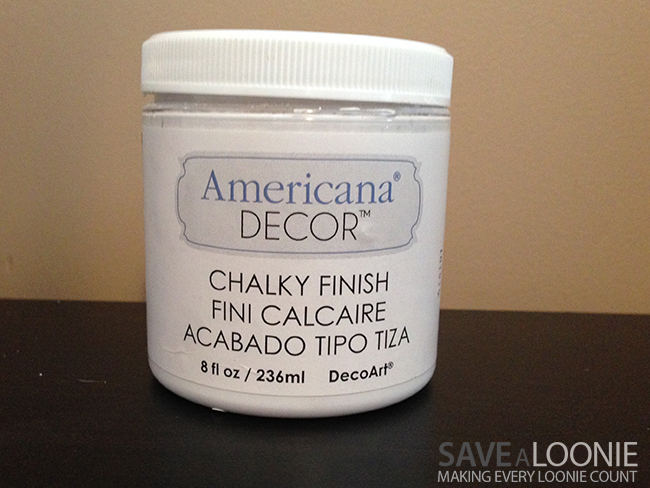 Americana®
DECOR™
CHALKY FINISH
FINI CALCAIRE
ACABADO TIPO TIZA
8 fl oz / 236ml DecoArt®
SAVE A LOONIE
MAKING EVERY LOONIE COUNT